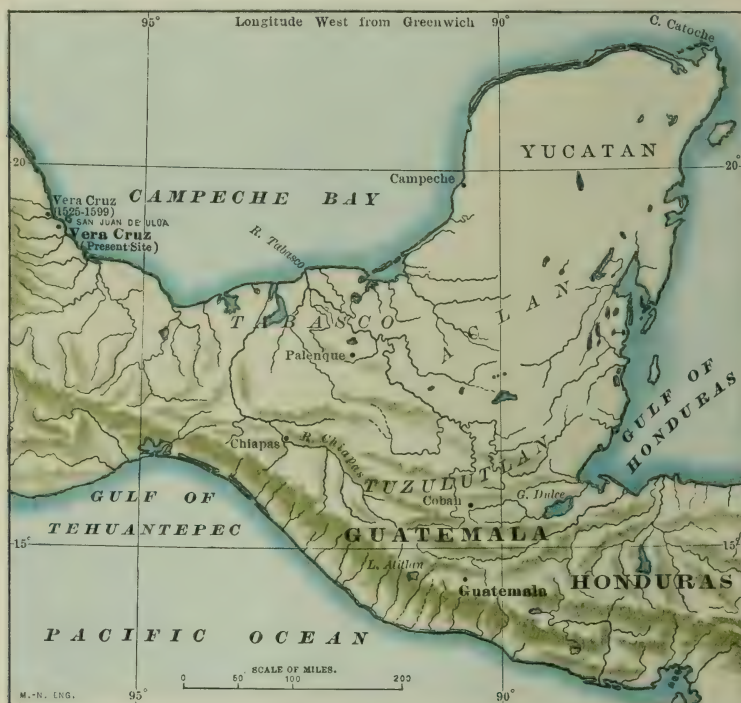 95° Longitude West from Greenwich 90°
C. Catoche
YUCATAN
20 20°
Campeche
Vera Cruz
(1525-1599)
CAMPECHE BAY
SAN JUAN DE ULÓA
Vera Cruz
(Present Site)
R. Tabasco
ACLAN
TABASCO
Palenque
GULF OF
HONDURAS
Chiapas
R. Chiapas
TUZULUTLAN
Coban
G. Dulce
GULF OF
TEHUANTEPEC
GUATEMALA
15° 15°
L. Atitlan
Guatemala
HONDURAS
PACIFIC OCEAN
SCALE OF MILES.
0 50 100 200
M.-N. ENG.
95° 90°